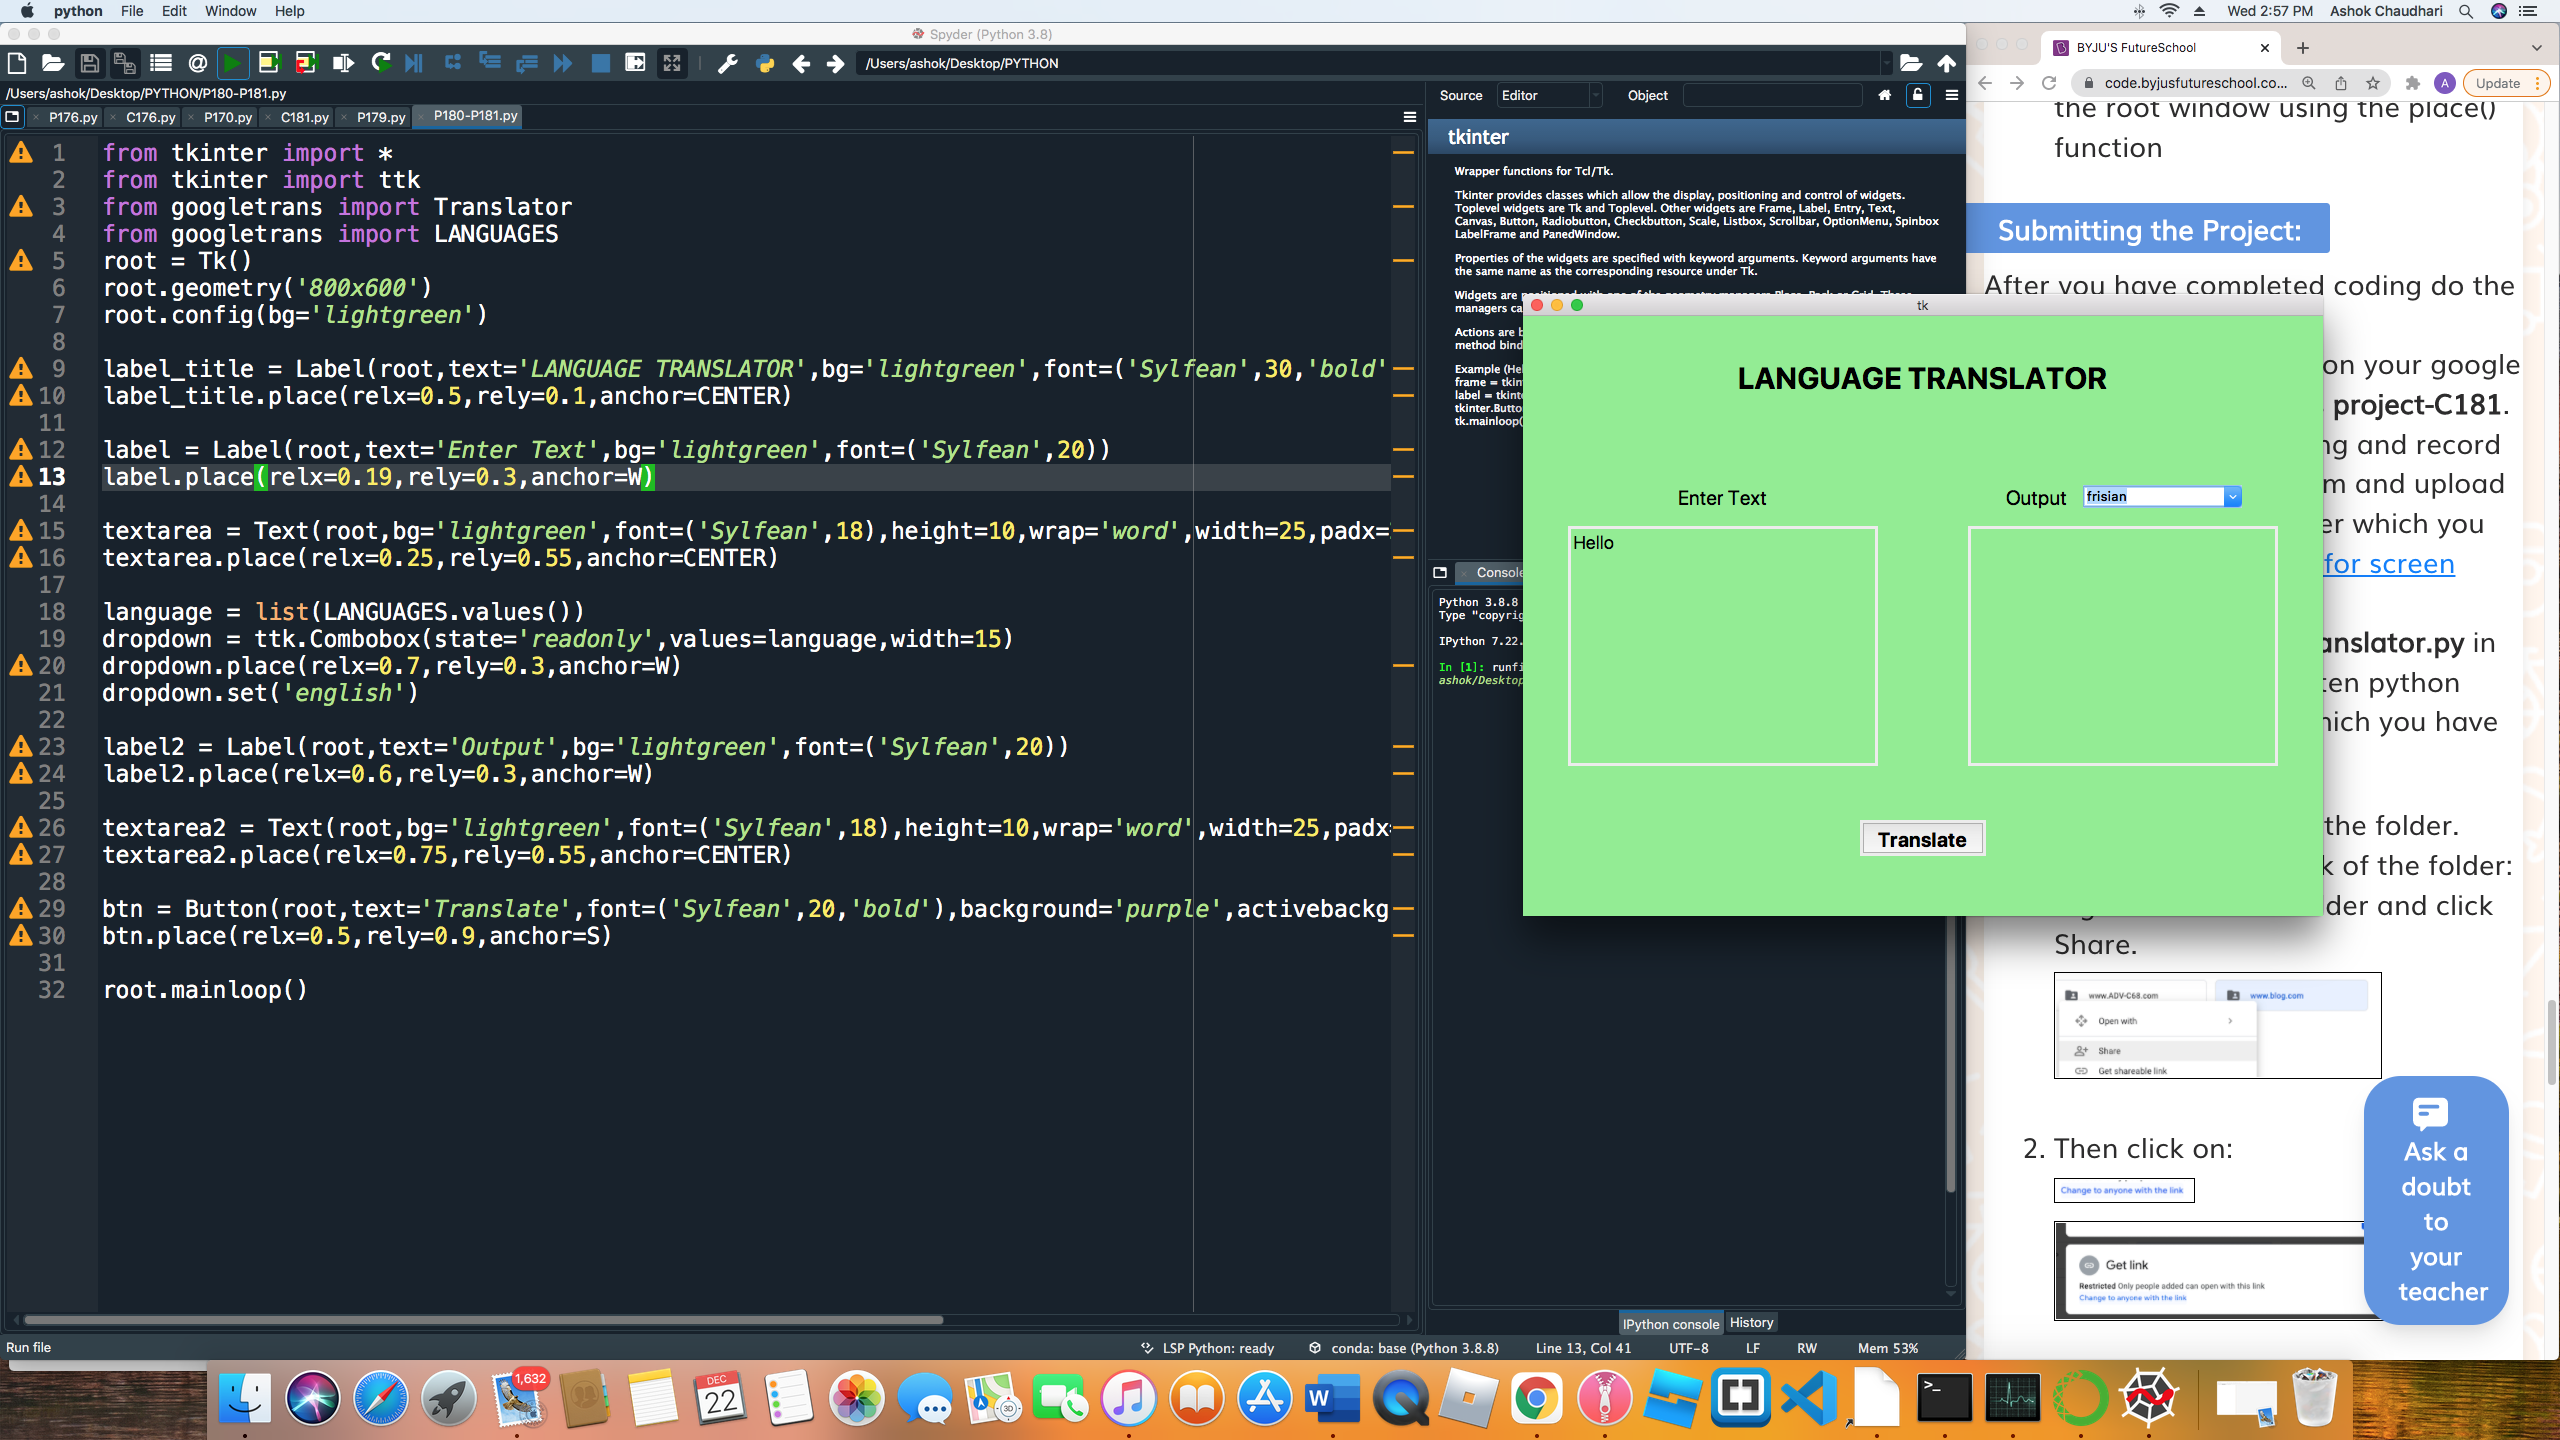 python File Edit Window Help
Wed 2:57 PM Ashok Chaudhari
Spyder (Python 3.8)
/Users/ashok/Desktop/PYTHON
/Users/ashok/Desktop/PYTHON/P180-P181.py
P176.py C176.py P170.py C181.py P179.py P180-P181.py
1 from tkinter import *
2 from tkinter import ttk
3 from googletrans import Translator
4 from googletrans import LANGUAGES
5 root = Tk()
6 root.geometry('800x600')
7 root.config(bg='lightgreen')
8
9 label_title = Label(root,text='LANGUAGE TRANSLATOR',bg='lightgreen',font=('Sylfean',30,'bold'
10 label_title.place(relx=0.5,rely=0.1,anchor=CENTER)
11
12 label = Label(root,text='Enter Text',bg='lightgreen',font=('Sylfean',20))
13 label.place(relx=0.19,rely=0.3,anchor=W)
14
15 textarea = Text(root,bg='lightgreen',font=('Sylfean',18),height=10,wrap='word',width=25,padx=
16 textarea.place(relx=0.25,rely=0.55,anchor=CENTER)
17
18 language = list(LANGUAGES.values())
19 dropdown = ttk.Combobox(state='readonly',values=language,width=15)
20 dropdown.place(relx=0.7,rely=0.3,anchor=W)
21 dropdown.set('english')
22
23 label2 = Label(root,text='Output',bg='lightgreen',font=('Sylfean',20))
24 label2.place(relx=0.6,rely=0.3,anchor=W)
25
26 textarea2 = Text(root,bg='lightgreen',font=('Sylfean',18),height=10,wrap='word',width=25,padx
27 textarea2.place(relx=0.75,rely=0.55,anchor=CENTER)
28
29 btn = Button(root,text='Translate',font=('Sylfean',20,'bold'),background='purple',activebackg
30 btn.place(relx=0.5,rely=0.9,anchor=S)
31
32 root.mainloop()
Source Editor Object
tkinter
Wrapper functions for Tcl/Tk.
Tkinter provides classes which allow the display, positioning and control of widgets.
Toplevel widgets are Tk and Toplevel. Other widgets are Frame, Label, Entry, Text,
Canvas, Button, Radiobutton, Checkbutton, Scale, Listbox, Scrollbar, OptionMenu, Spinbox
LabelFrame and PanedWindow.
Properties of the widgets are specified with keyword arguments. Keyword arguments have
the same name as the corresponding resource under Tk.
Widgets are
managers ca
Actions are b
method bind
Example (Hel
frame = tkin
label = tkint
tkinter.Butto
tk.mainloop(
Console
Python 3.8.8
Type "copyrig
IPython 7.22.
In [1]: runfi
ashok/Desktop
tk
LANGUAGE TRANSLATOR
Enter Text
Output frisian
Hello
Translate
IPython console History
Run file
LSP Python: ready conda: base (Python 3.8.8) Line 13, Col 41 UTF-8 LF RW Mem 53%
BYJU'S FutureSchool
code.byjusfutureschool.co... A Update
the root window using the place()
function
Submitting the Project:
After you have completed coding do the
on your google
project-C181.
ng and record
m and upload
er which you
for screen
anslator.py in
ten python
hich you have
the folder.
k of the folder:
der and click
Share.
www.ADV-C68.com www.blog.com
Open with
Share
Get shareable link
2. Then click on:
Change to anyone with the link
Get link
Restricted Only people added can open with this link
Change to anyone with the link
Ask a
doubt
to
your
teacher
1,632
DEC
22
3D
W
>_